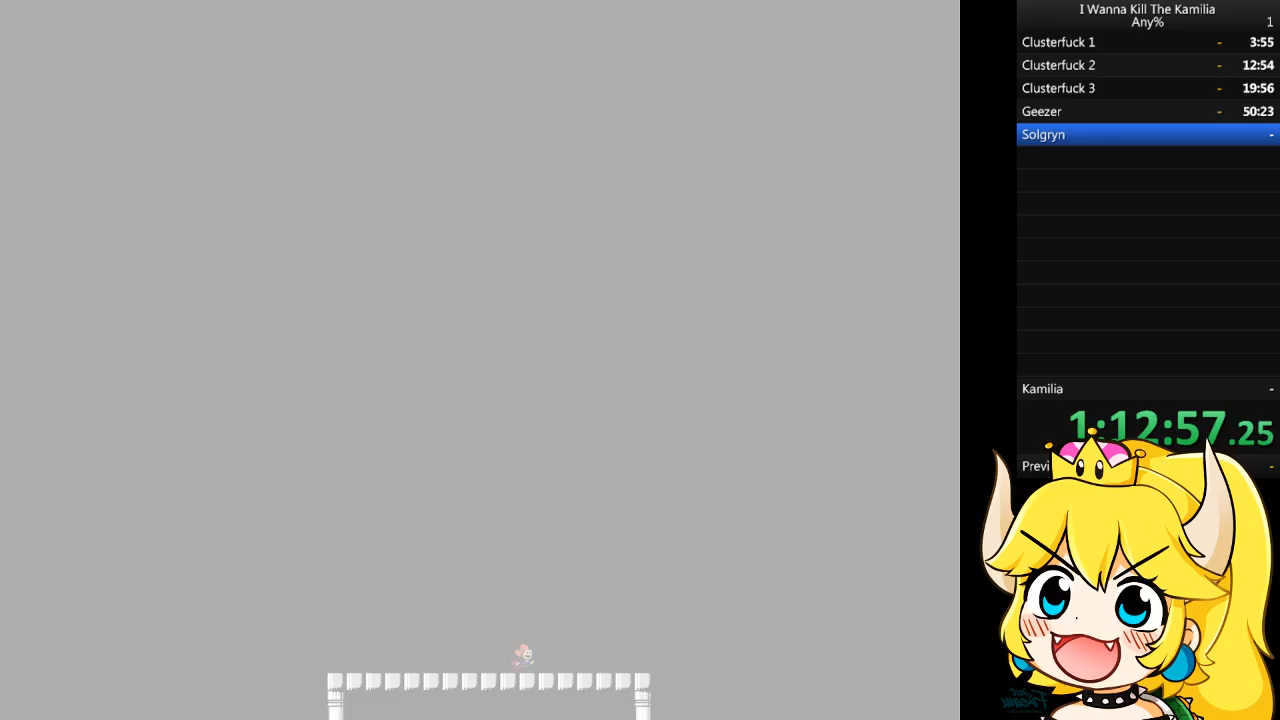 I Wanna Kill The Kamilia
Any% 1
Clusterfuck 1 - 3:55
Clusterfuck 2 - 12:54
Clusterfuck 3 - 19:56
Geezer - 50:23
Solgryn -
Kamilia -
1:12:57.25
Previ -